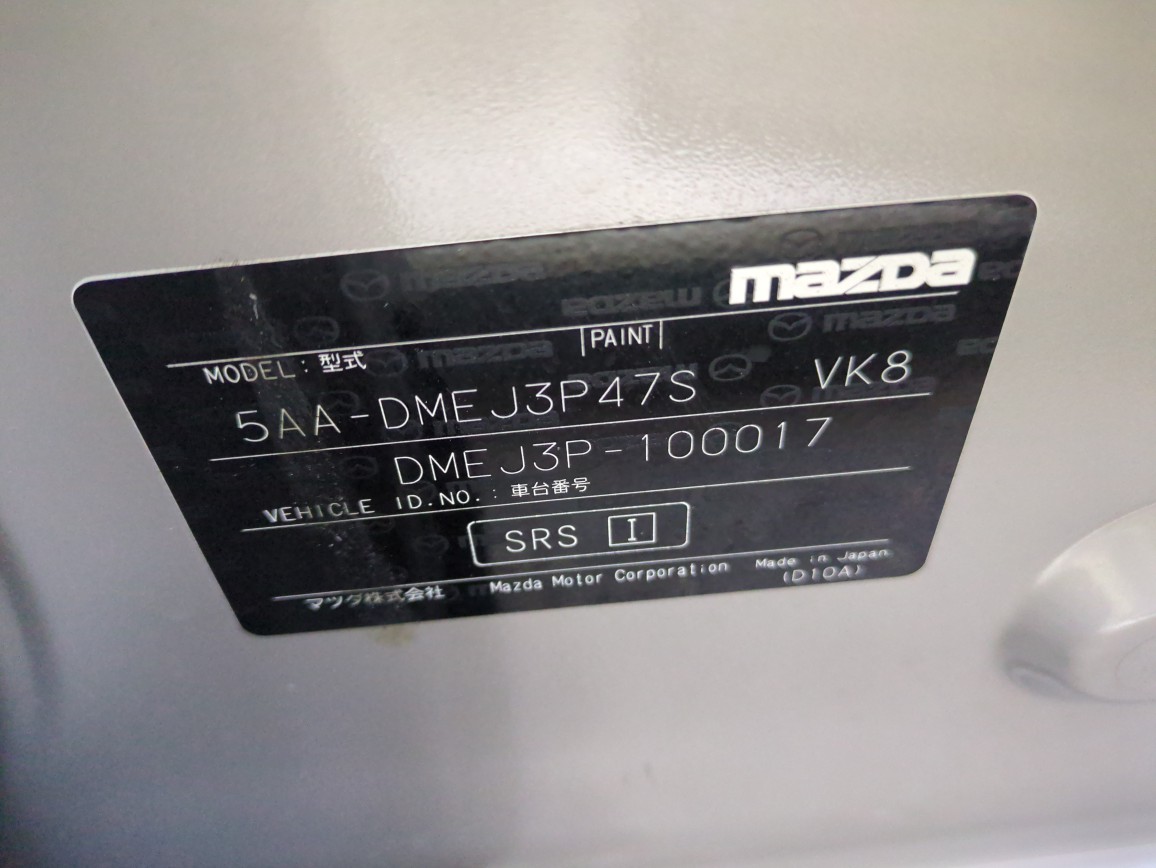 mazda
MODEL: 型式 PAINT
5AA-DMEJ3P47S VK8
DMEJ3P-100017
VEHICLE ID.NO.: 車台番号
SRS I
マツダ株式会社 Mazda Motor Corporation Made in Japan
(D10A)